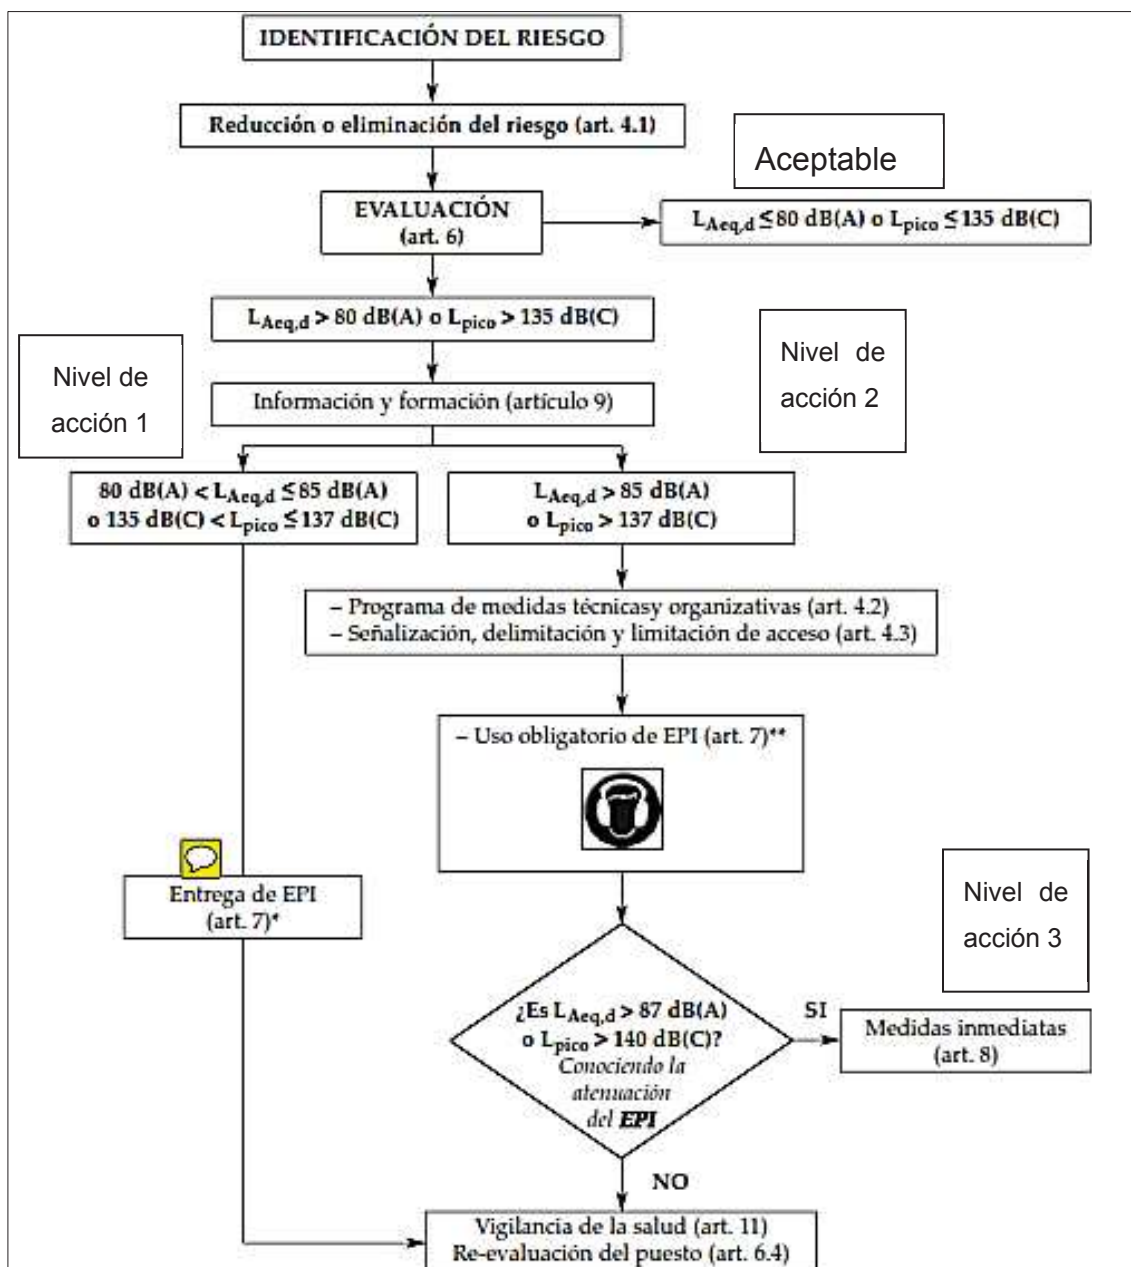 IDENTIFICACIÓN DEL RIESGO
Reducción o eliminación del riesgo (art. 4.1)
Aceptable
EVALUACIÓN
(art. 6)
LAeq,d ≤ 80 dB(A) o Lpico ≤ 135 dB(C)
LAeq,d > 80 dB(A) o Lpico > 135 dB(C)
Nivel de
acción 1
Nivel de
acción 2
Información y formación (artículo 9)
80 dB(A) < LAeq,d ≤ 85 dB(A)
o 135 dB(C) < Lpico ≤ 137 dB(C)
LAeq,d > 85 dB(A)
o Lpico > 137 dB(C)
– Programa de medidas técnicasy organizativas (art. 4.2)
– Señalización, delimitación y limitación de acceso (art. 4.3)
– Uso obligatorio de EPI (art. 7)**
Entrega de EPI
(art. 7)*
Nivel de
acción 3
¿Es LAeq,d > 87 dB(A)
o Lpico > 140 dB(C)?
Conociendo la
atenuación
del EPI
SI
Medidas inmediatas
(art. 8)
NO
Vigilancia de la salud (art. 11)
Re-evaluación del puesto (art. 6.4)